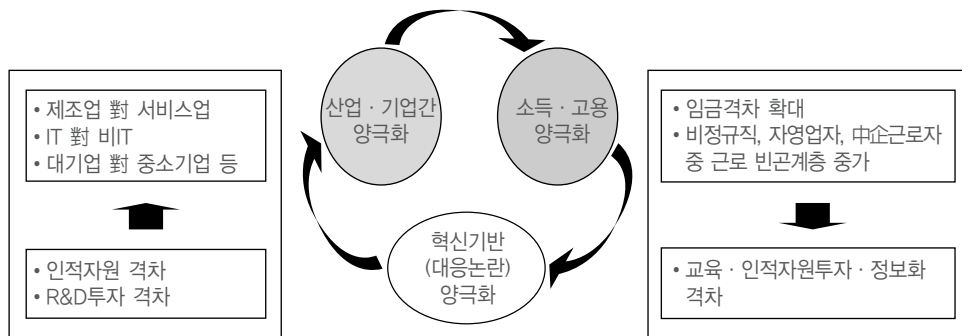 • 제조업 對 서비스업
• IT 對 비IT
• 대기업 對 중소기업 등
• 인적자원 격차
• R&D투자 격차
산업 · 기업간
양극화
소득 · 고용
양극화
혁신기반
(대응논란)
양극화
• 임금격차 확대
• 비정규직, 자영업자, 中企근로자
중 근로 빈곤계층 중가
• 교육 · 인적자원투자 · 정보화
격차